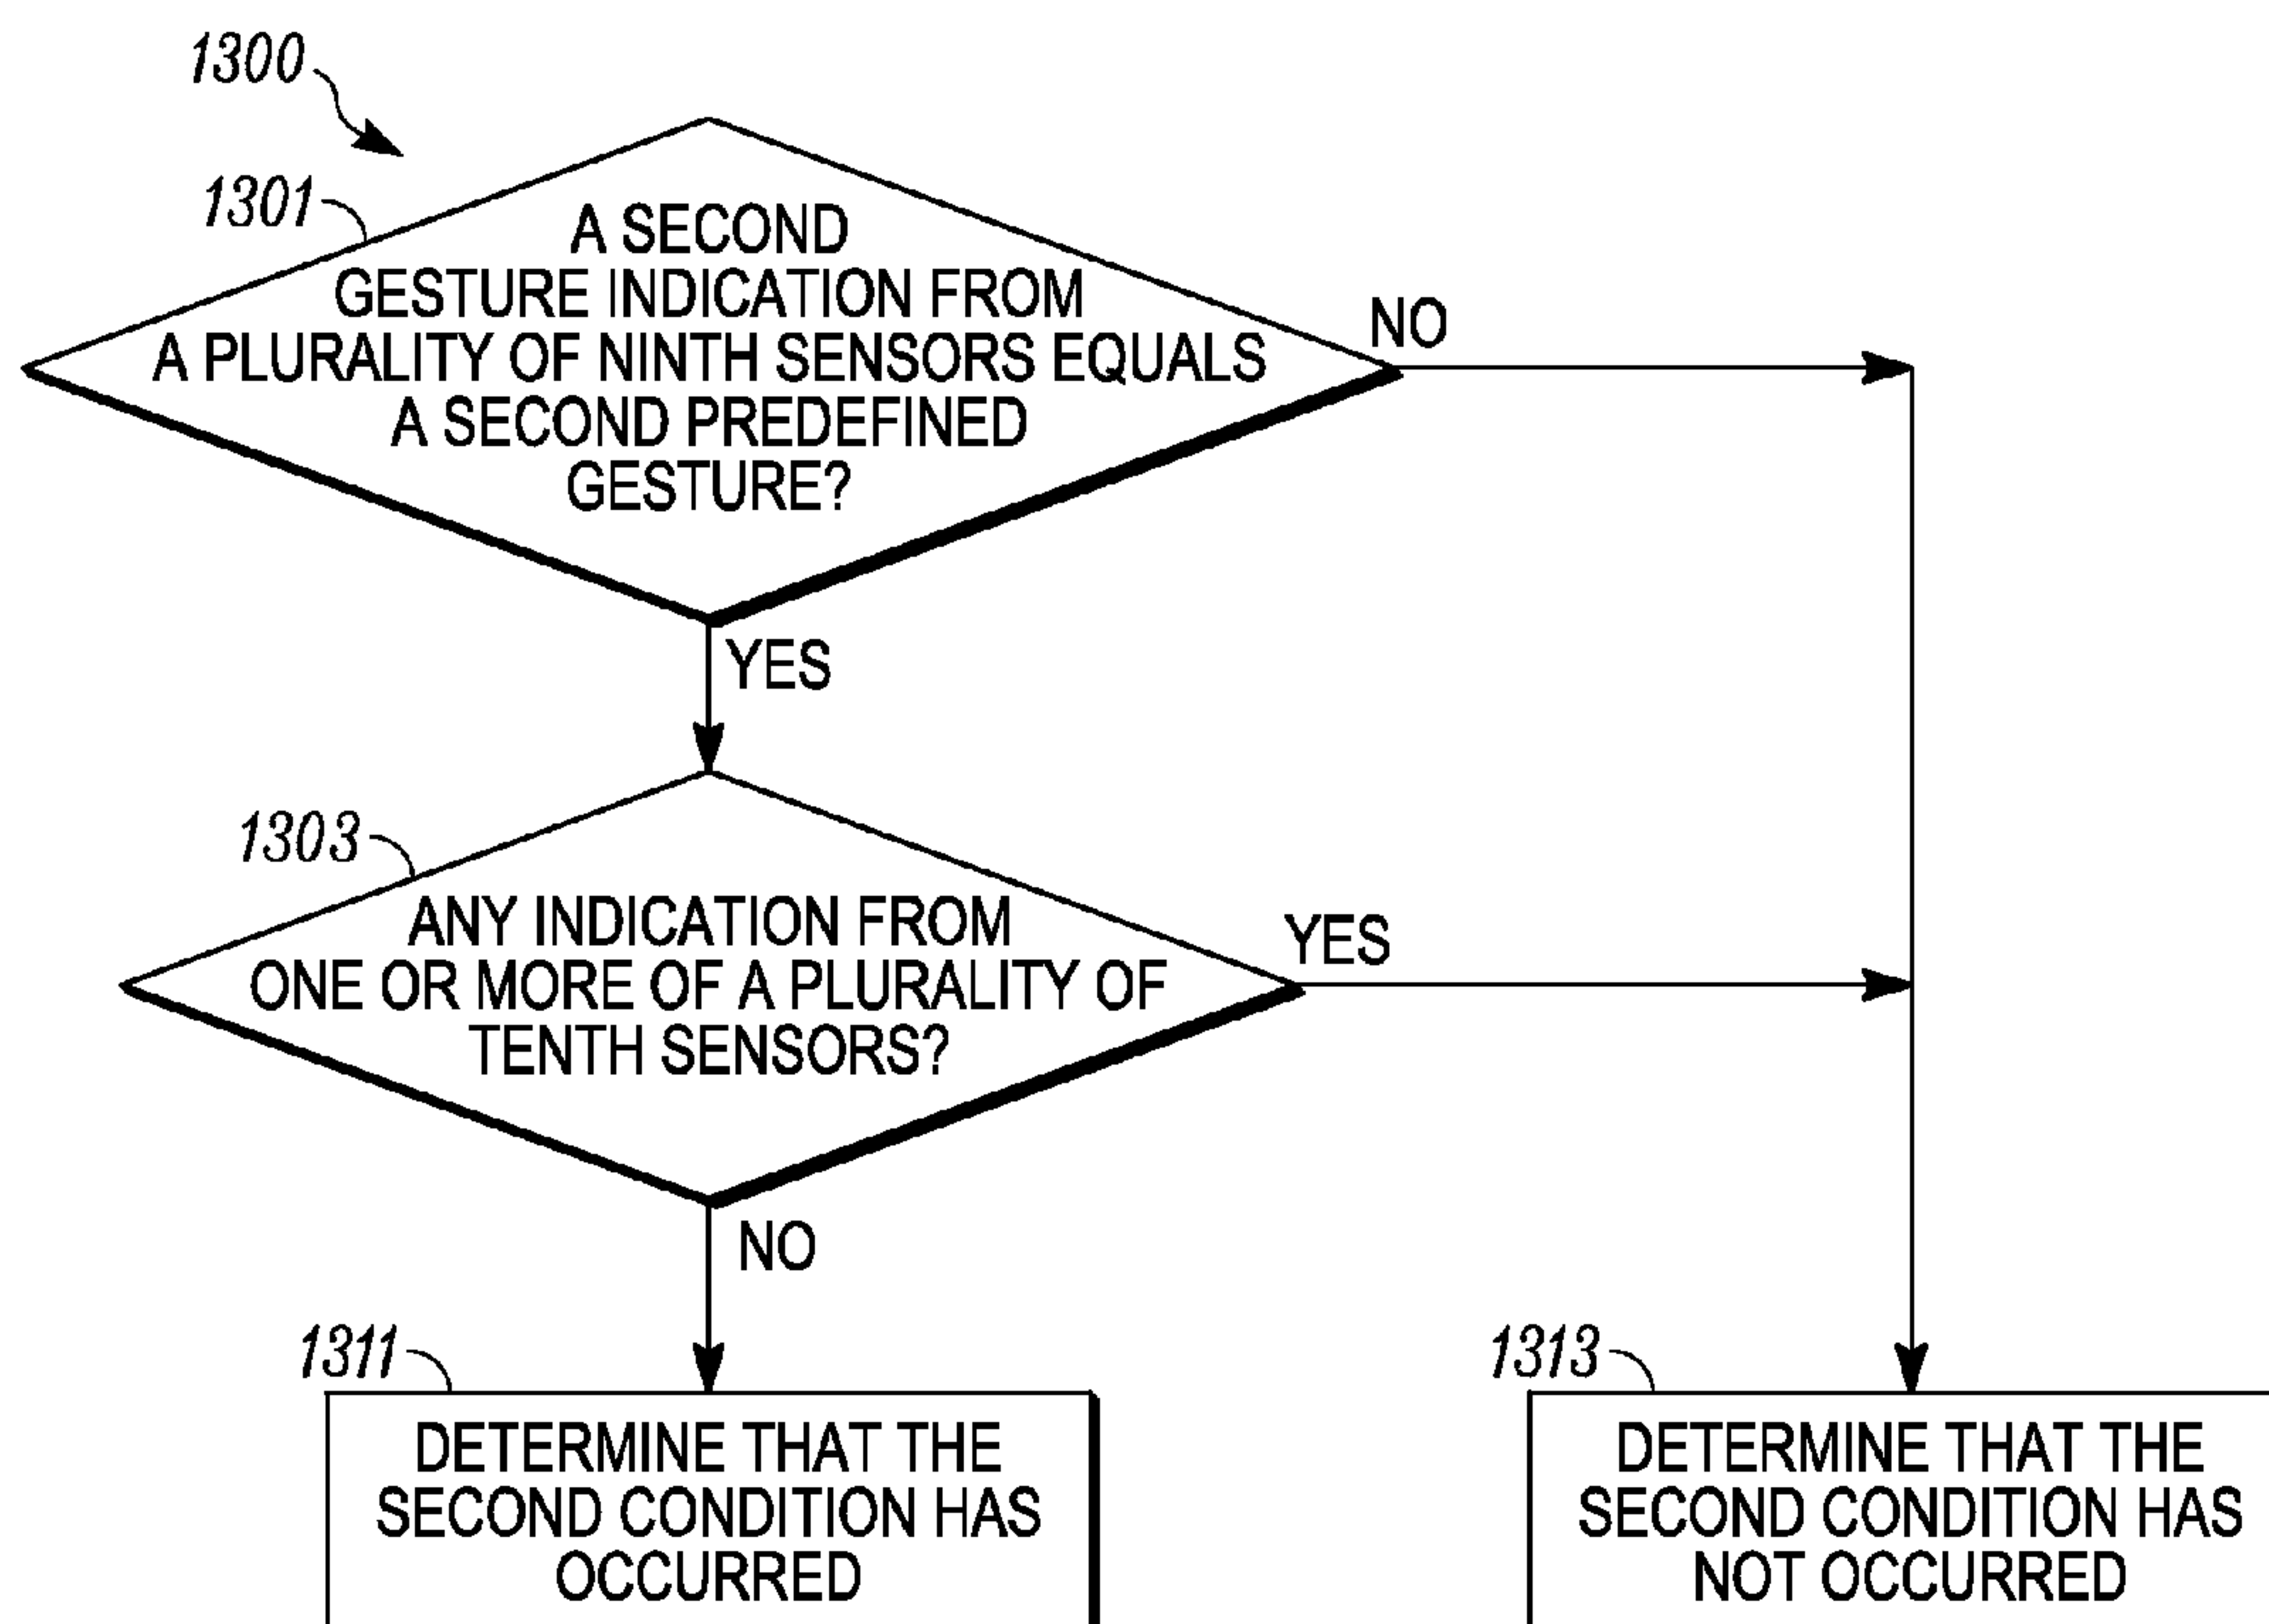 1300
1301
A SECOND
GESTURE INDICATION FROM
A PLURALITY OF NINTH SENSORS EQUALS
A SECOND PREDEFINED
GESTURE?
NO
YES
1303
ANY INDICATION FROM
ONE OR MORE OF A PLURALITY OF
TENTH SENSORS?
YES
NO
1311
DETERMINE THAT THE
SECOND CONDITION HAS
OCCURRED
1313
DETERMINE THAT THE
SECOND CONDITION HAS
NOT OCCURRED